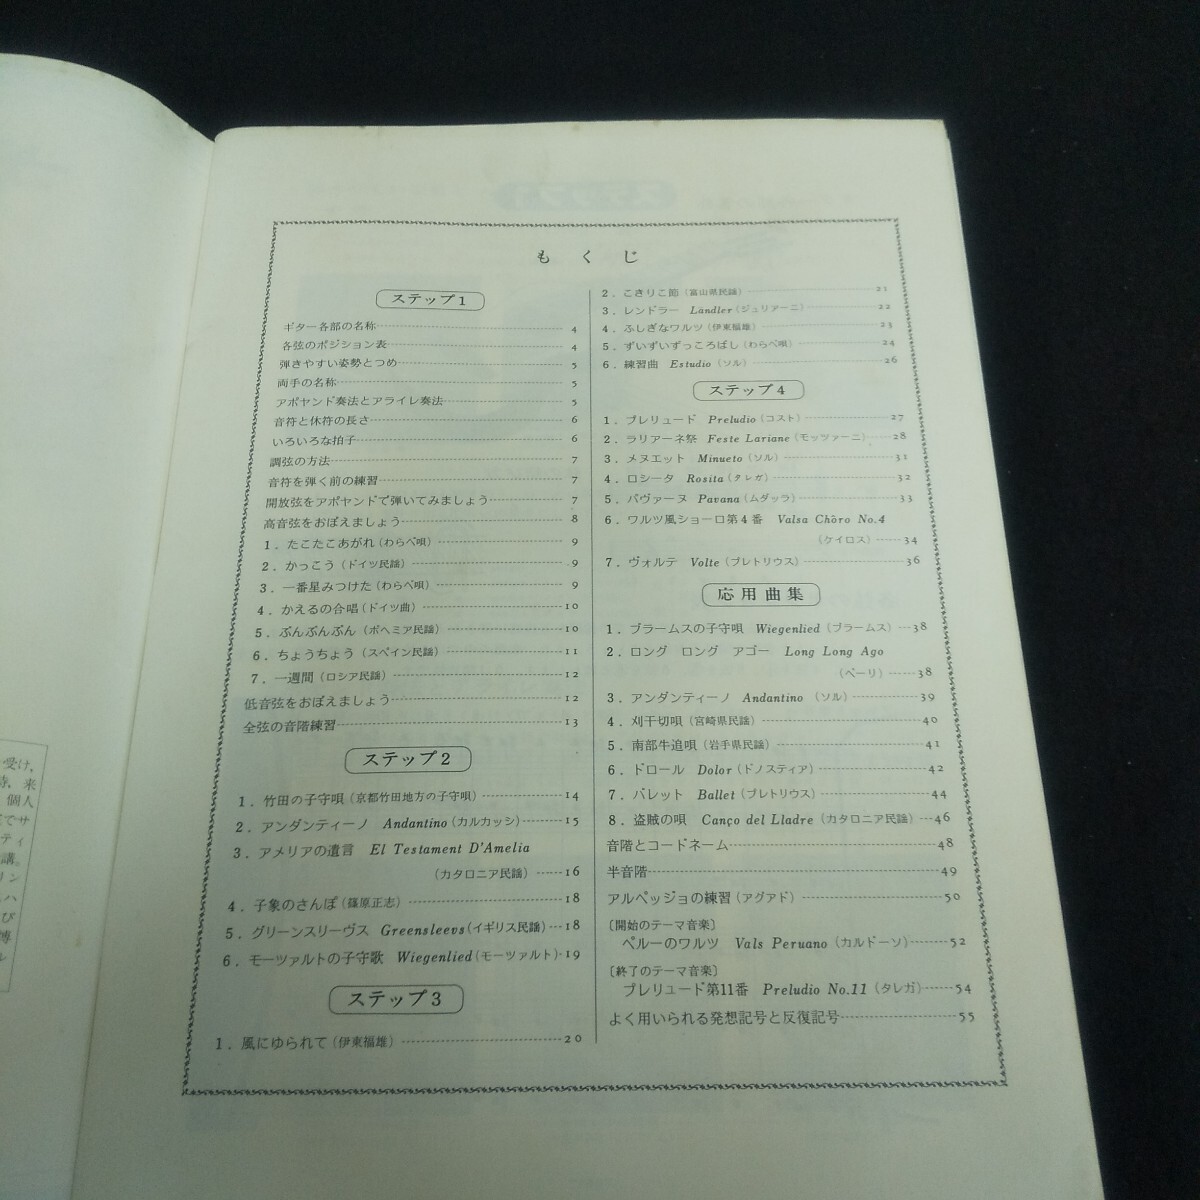 もくじ
ステップ1
ギター各部の名称 4
各弦のポジション表 4
弾きやすい姿勢とつめ 5
両手の名称 5
アポヤンド奏法とアライレ奏法 5
音符と休符の長さ 6
いろいろな拍子 6
調弦の方法 7
音符を弾く前の練習 7
開放弦をアポヤンドで弾いてみましょう 7
高音弦をおぼえましょう 8
1．たこたこあがれ（わらべ唄） 9
2．かっこう（ドイツ民謡） 9
3．一番星みつけた（わらべ唄） 9
4．かえるの合唱（ドイツ曲） 10
5．ぶんぶんぶん（ボヘミア民謡） 10
6．ちょうちょう（スペイン民謡） 11
7．一週間（ロシア民謡） 12
低音弦をおぼえましょう 12
全弦の音階練習 13
ステップ2
1．竹田の子守唄（京都竹田地方の子守唄） 14
2．アンダンティーノ Andantino（カルカッシ） 15
3．アメリアの遺言 El Testament D'Amelia
（カタロニア民謡） 16
4．子象のさんぽ（篠原正志） 18
5．グリーンスリーヴス Greensleevs（イギリス民謡） 18
6．モーツァルトの子守歌 Wiegenlied（モーツァルト） 19
ステップ3
1．風にゆられて（伊東福雄） 20
2．こきりこ節（富山県民謡） 21
3．レンドラー Ländler（ジュリアーニ） 22
4．ふしぎなワルツ（伊東福雄） 23
5．ずいずいずっころばし（わらべ唄） 24
6．練習曲 Estudio（ソル） 26
ステップ4
1．プレリュード Preludio（コスト） 27
2．ラリアーネ祭 Feste Lariane（モッツァーニ） 28
3．メヌエット Minueto（ソル） 31
4．ロシータ Rosita（タレガ） 32
5．パヴァーヌ Pavana（ムダッラ） 33
6．ワルツ風ショーロ第4番 Valsa Chôro No.4
（ケイロス） 34
7．ヴォルテ Volte（プレトリウス） 36
応用曲集
1．ブラームスの子守唄 Wiegenlied（ブラームス） 38
2．ロング ロング アゴー Long Long Ago
（ベーリ） 38
3．アンダンティーノ Andantino（ソル） 39
4．刈干切唄（宮崎県民謡） 40
5．南部牛追唄（岩手県民謡） 41
6．ドロール Dolor（ドノスティア） 42
7．バレット Ballet（プレトリウス） 44
8．盗賊の唄 Canço del Lladre（カタロニア民謡） 46
音階とコードネーム 48
半音階 49
アルペッジョの練習（アグアド） 50
〔開始のテーマ音楽〕
ペルーのワルツ Vals Peruano（カルドーソ） 52
〔終了のテーマ音楽〕
プレリュード第11番 Preludio No.11（タレガ） 54
よく用いられる発想記号と反復記号 55
受け，
来
個人
でサ
ティ
講。
リン
ハ
び
博
ル